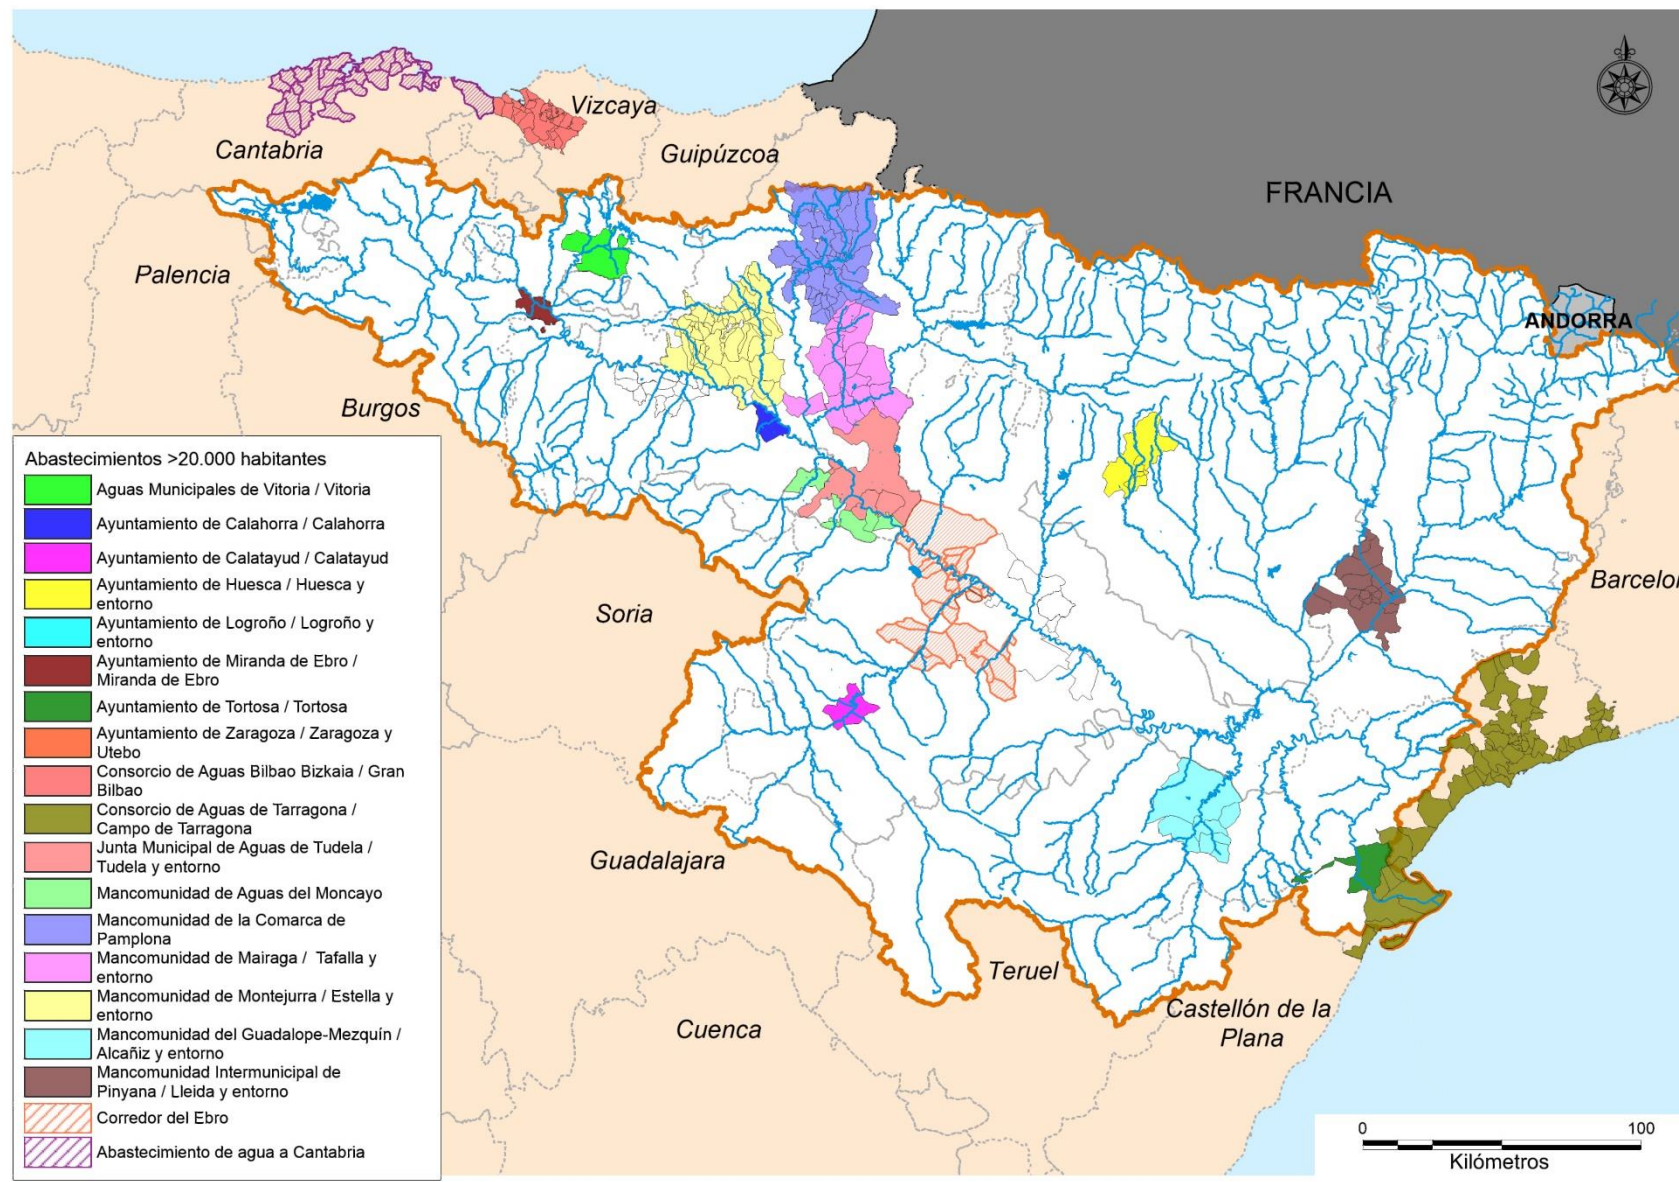 Vizcaya
Cantabria
Guipúzcoa
FRANCIA
Palencia
ANDORRA
Burgos
Barcelon
Soria
Guadalajara
Teruel
Castellón de la
Plana
Cuenca
Abastecimientos >20.000 habitantes
Aguas Municipales de Vitoria / Vitoria
Ayuntamiento de Calahorra / Calahorra
Ayuntamiento de Calatayud / Calatayud
Ayuntamiento de Huesca / Huesca y
entorno
Ayuntamiento de Logroño / Logroño y
entorno
Ayuntamiento de Miranda de Ebro /
Miranda de Ebro
Ayuntamiento de Tortosa / Tortosa
Ayuntamiento de Zaragoza / Zaragoza y
Utebo
Consorcio de Aguas Bilbao Bizkaia / Gran
Bilbao
Consorcio de Aguas de Tarragona /
Campo de Tarragona
Junta Municipal de Aguas de Tudela /
Tudela y entorno
Mancomunidad de Aguas del Moncayo
Mancomunidad de la Comarca de
Pamplona
Mancomunidad de Mairaga / Tafalla y
entorno
Mancomunidad de Montejurra / Estella y
entorno
Mancomunidad del Guadalope-Mezquín /
Alcañiz y entorno
Mancomunidad Intermunicipal de
Pinyana / Lleida y entorno
Corredor del Ebro
Abastecimiento de agua a Cantabria
0 100
Kilómetros